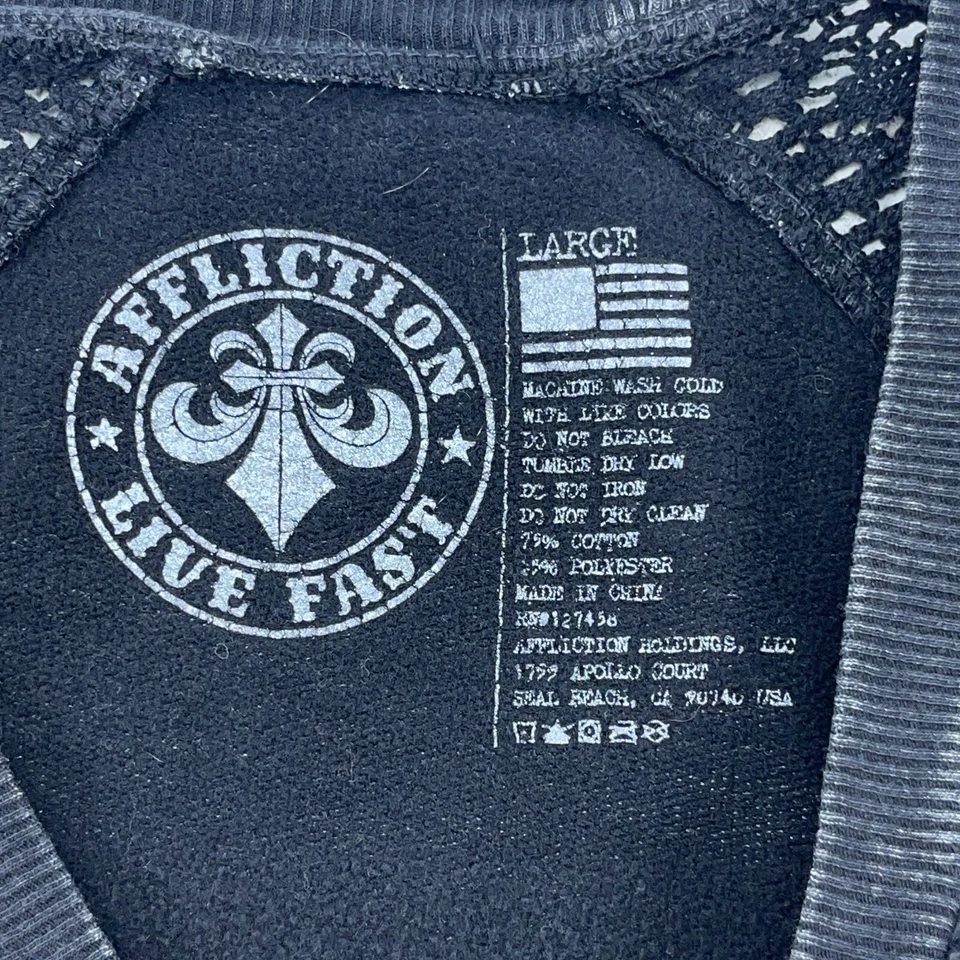 AFFLICTION
LIVE FAST
LARGE
MACHINE WASH COLD
WITH LIKE COLORS
DO NOT BLEACH
TUMBLE DRY LOW
DO NOT IRON
DO NOT DRY CLEAN
75% COTTON
25% POLYESTER
MADE IN CHINA
RN#127458
AFFLICTION HOLDINGS, LLC
1799 APOLLO COURT
SEAL BEACH, CA 90740 USA